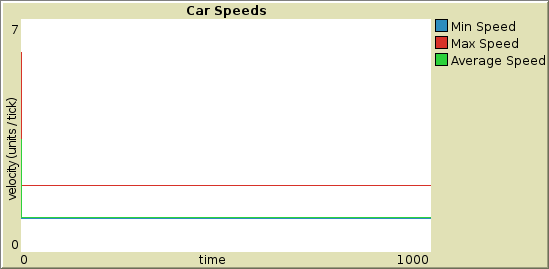 Car Speeds
7
velocity (units / tick)
0
0
time
1000
Min Speed
Max Speed
Average Speed